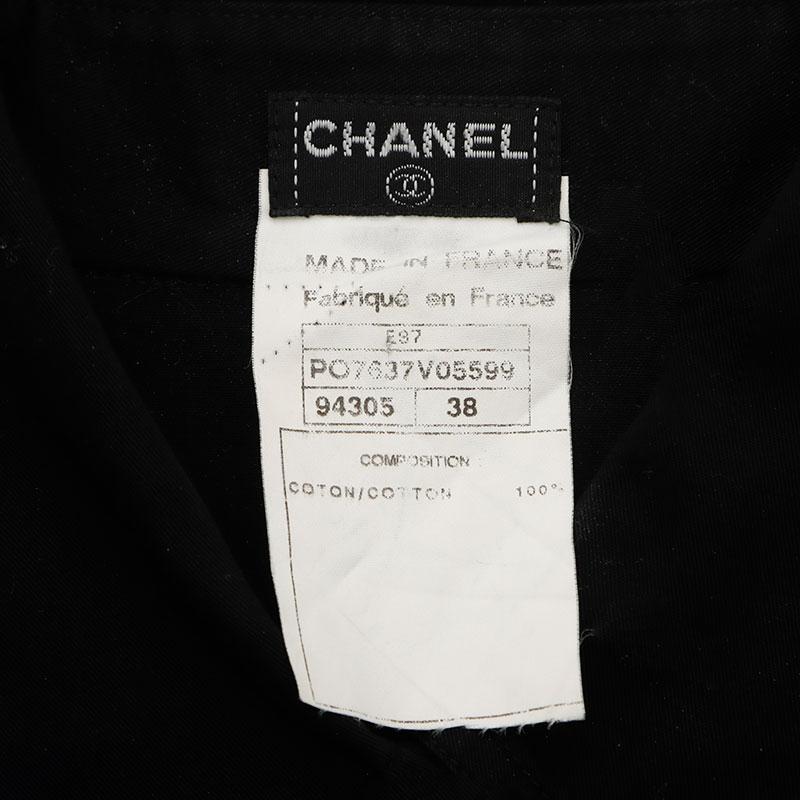 CHANEL
MADE IN FRANCE
Fabriqué en France
E97
PO7637V05599
94305 38
COMPOSITION
COTON/COTTON 100%